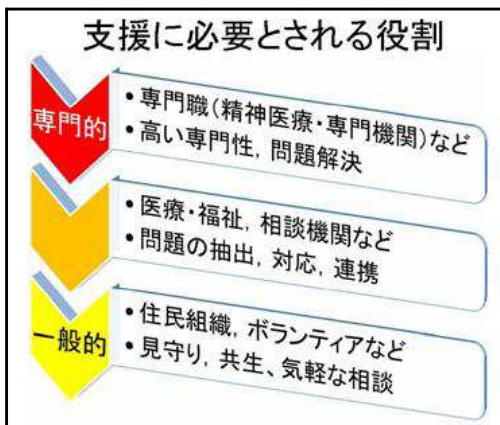 支援に必要とされる役割
専門的
•専門職(精神医療・専門機関)など
•高い専門性，問題解決
•医療・福祉，相談機関など
•問題の抽出，対応，連携
一般的
•住民組織，ボランティアなど
•見守り，共生、気軽な相談